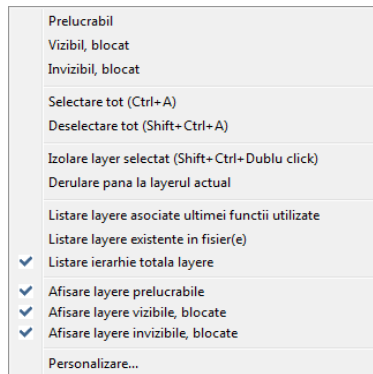 Prelucrabil
Vizibil, blocat
Invizibil, blocat
Selectare tot (Ctrl+A)
Deselectare tot (Shift+Ctrl+A)
Izolare layer selectat (Shift+Ctrl+Dublu click)
Derulare pana la layerul actual
Listare layere asociate ultimei functii utilizate
Listare layere existente in fisier(e)
Listare ierarhie totala layere
Afisare layere prelucrabile
Afisare layere vizibile, blocate
Afisare layere invizibile, blocate
Personalizare...